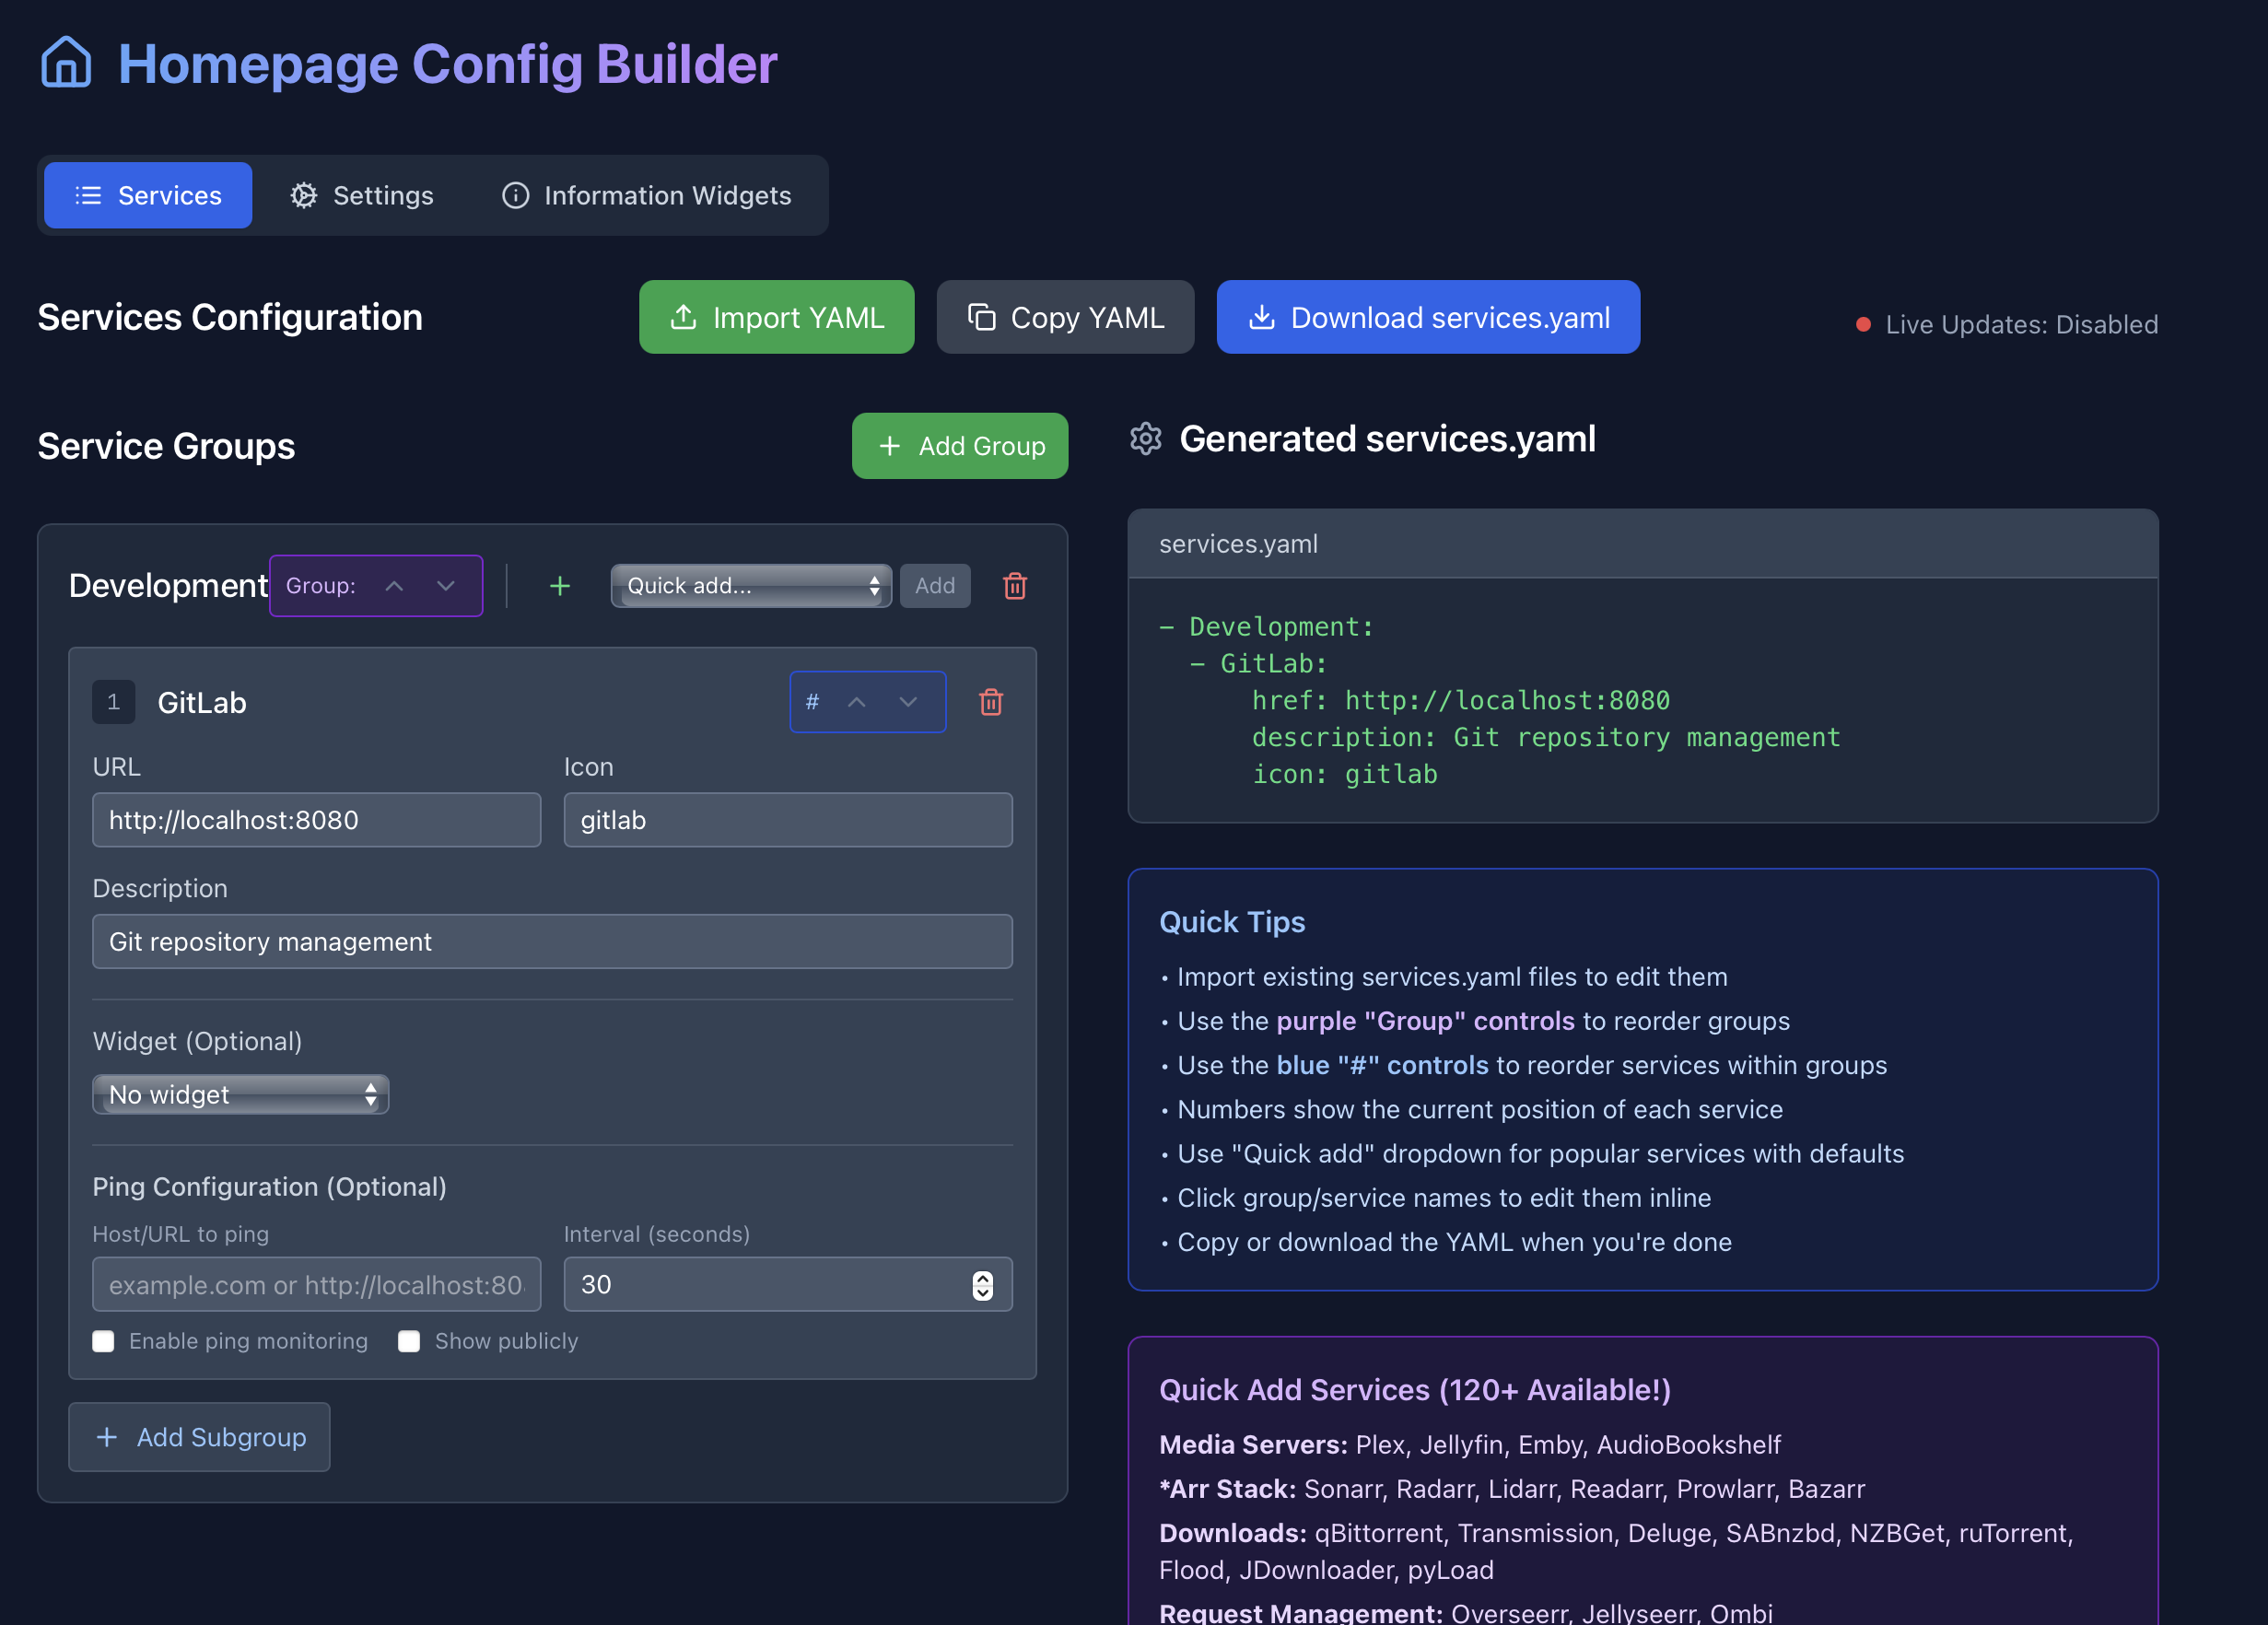 Homepage Config Builder
Services
Settings
Information Widgets
Services Configuration
Import YAML
Copy YAML
Download services.yaml
Live Updates: Disabled
Service Groups
Add Group
Development
Group:
Quick add...
Add
1
GitLab
#
URL
Icon
http://localhost:8080
gitlab
Description
Git repository management
Widget (Optional)
No widget
Ping Configuration (Optional)
Host/URL to ping
Interval (seconds)
example.com or http://localhost:80
30
Enable ping monitoring
Show publicly
Add Subgroup
Generated services.yaml
services.yaml
- Development:
- GitLab:
href: http://localhost:8080
description: Git repository management
icon: gitlab
Quick Tips
• Import existing services.yaml files to edit them
• Use the purple "Group" controls to reorder groups
• Use the blue "#" controls to reorder services within groups
• Numbers show the current position of each service
• Use "Quick add" dropdown for popular services with defaults
• Click group/service names to edit them inline
• Copy or download the YAML when you're done
Quick Add Services (120+ Available!)
Media Servers: Plex, Jellyfin, Emby, AudioBookshelf
*Arr Stack: Sonarr, Radarr, Lidarr, Readarr, Prowlarr, Bazarr
Downloads: qBittorrent, Transmission, Deluge, SABnzbd, NZBGet, ruTorrent,
Flood, JDownloader, pyLoad
Request Management: Overseerr, Jellyseerr, Ombi